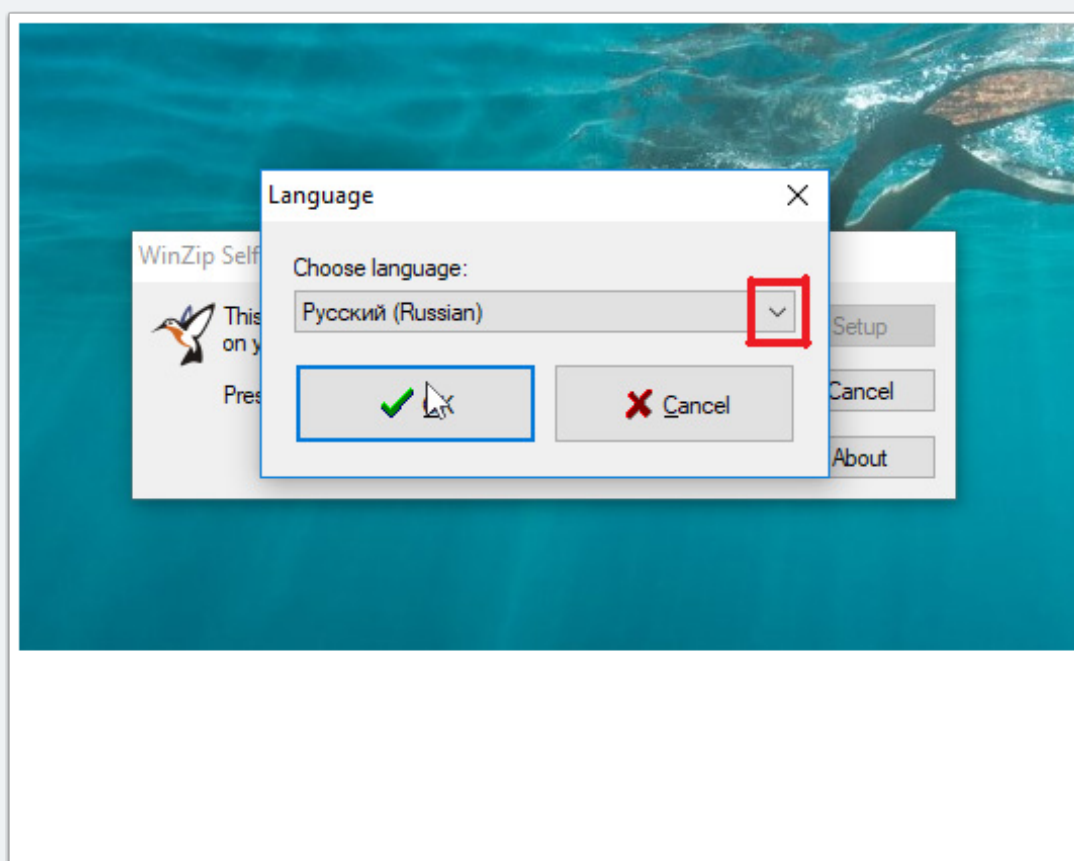 Language
WinZip Self
Choose language:
This
Русский (Russian)
Setup
on y
Pres
Cancel
Cancel
About